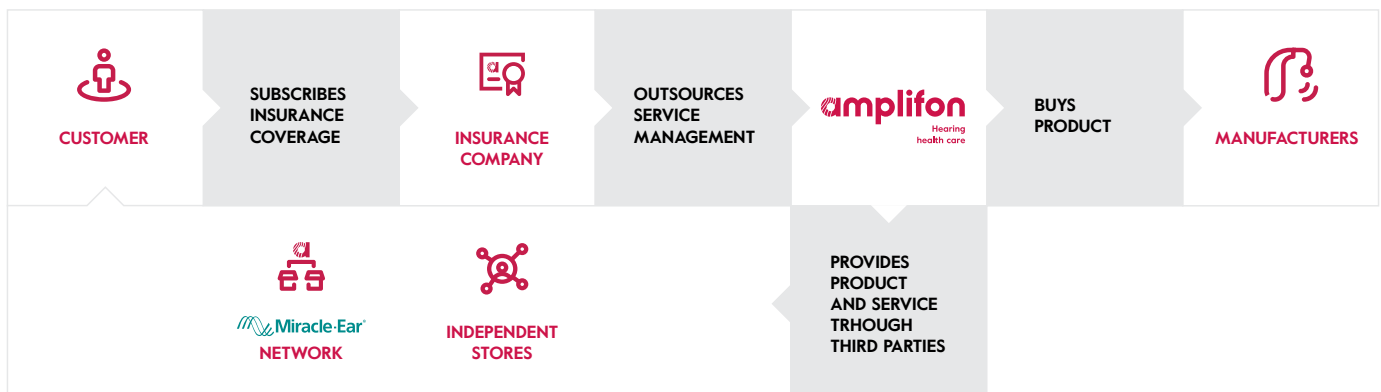 CUSTOMER
SUBSCRIBES
INSURANCE
COVERAGE
INSURANCE
COMPANY
OUTSOURCES
SERVICE
MANAGEMENT
amplifon
Hearing
health care
BUYS
PRODUCT
MANUFACTURERS
Miracle-Ear®
NETWORK
INDEPENDENT
STORES
PROVIDES
PRODUCT
AND SERVICE
TRHOUGH
THIRD PARTIES